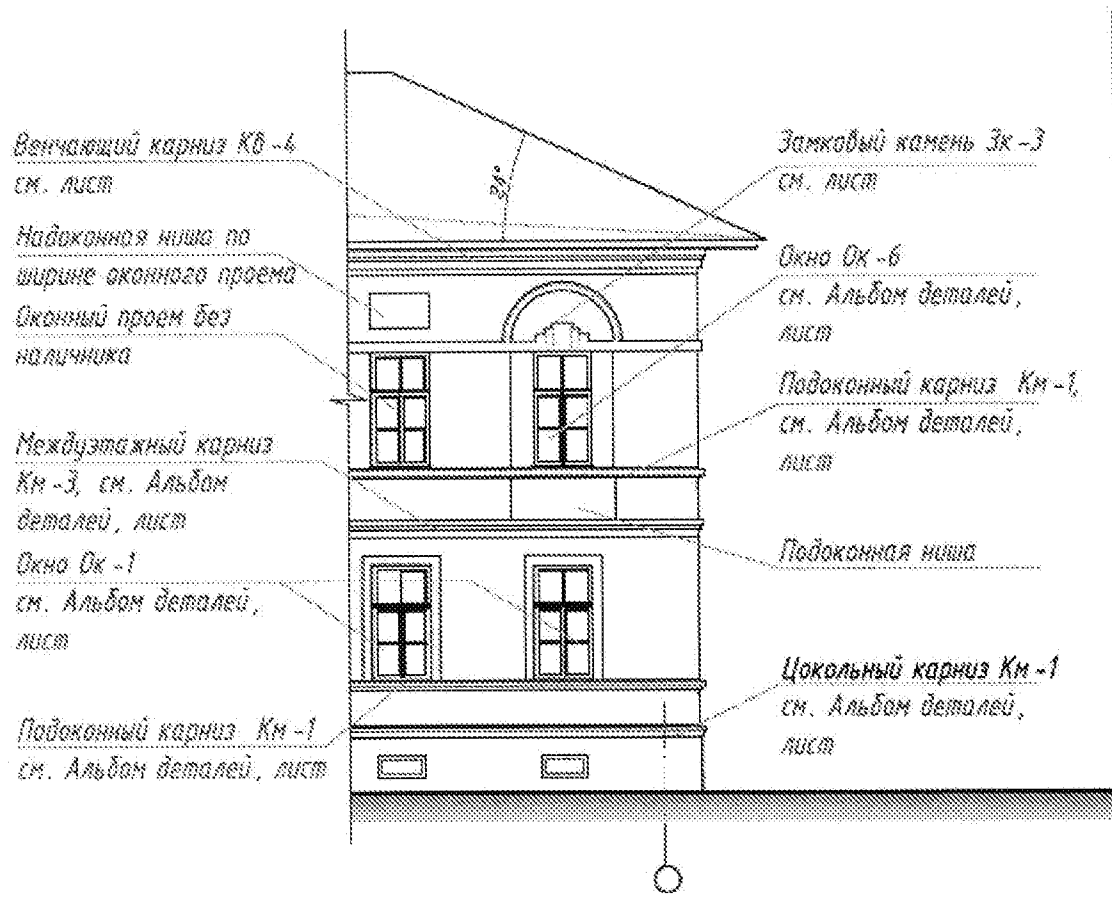 Венчающий карниз Кв-4
см. лист
Надоконная ниша по
ширине оконного проема
Оконный проем без
наличника
Междуэтажный карниз
Км-3, см. Альбом
деталей, лист
Окно Ок-1
см. Альбом деталей,
лист
Подоконный карниз Км-1
см. Альбом деталей, лист
Замковый камень Зк-3
см. лист
Окно Ок-6
см. Альбом деталей,
лист
Подоконный карниз Км-1,
см. Альбом деталей,
лист
Подоконная ниша
Цокольный карниз Км-1
см. Альбом деталей,
лист